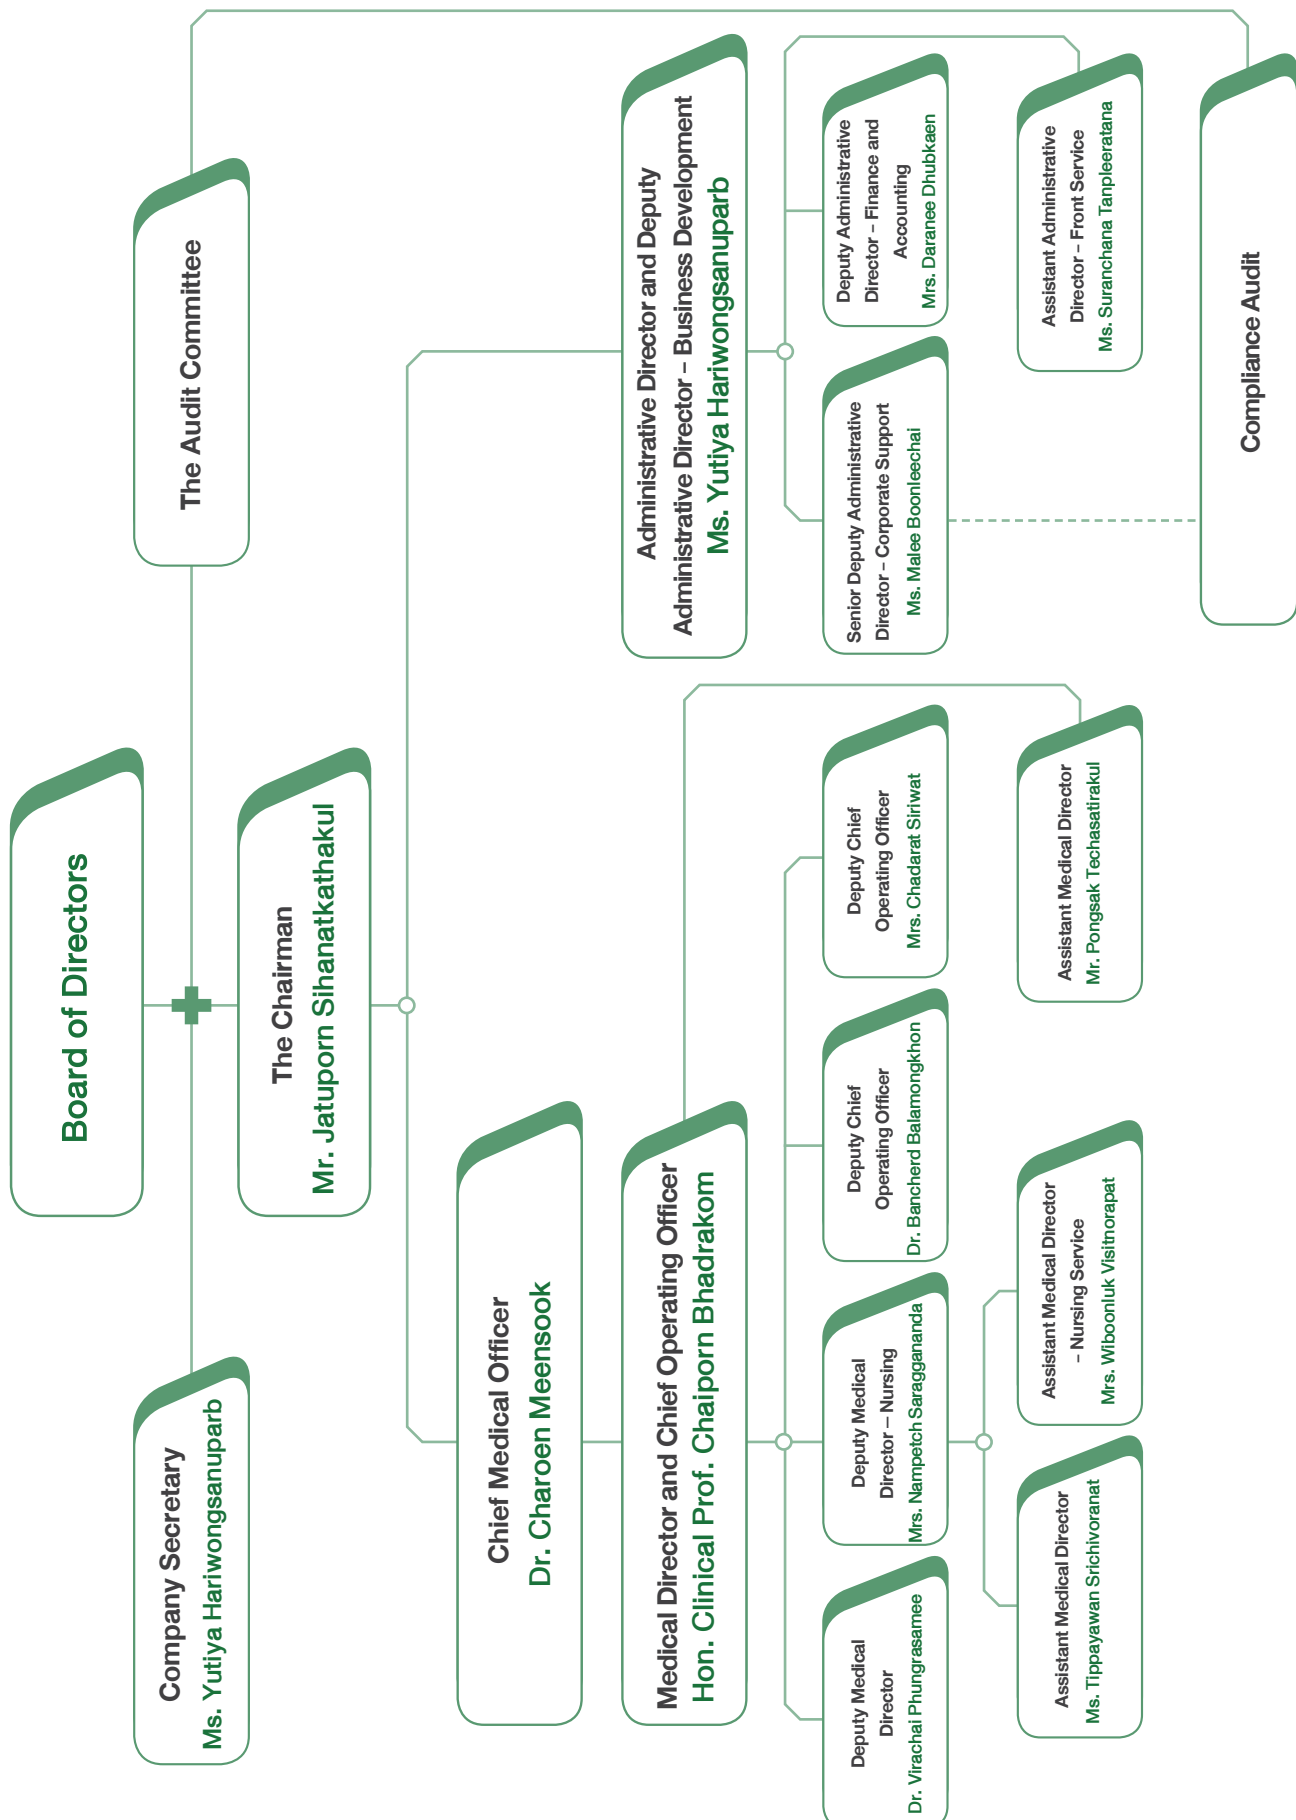 Board of Directors
Company Secretary
Ms. Yutiya Hariwongsanuparb
The Audit Committee
The Chairman
Mr. Jatuporn Sihanatkathakul
Chief Medical Officer
Dr. Charoen Meensook
Medical Director and Chief Operating Officer
Hon. Clinical Prof. Chaiporn Bhadrakom
Administrative Director and Deputy
Administrative Director – Business Development
Ms. Yutiya Hariwongsanuparb
Deputy Medical
Director
Dr. Virachai Phungrasamee
Deputy Medical
Director – Nursing
Mrs. Nampetch Saraggananda
Deputy Chief
Operating Officer
Dr. Bancherd Balamongkhon
Deputy Chief
Operating Officer
Mrs. Chadarat Siriwat
Senior Deputy Administrative
Director – Corporate Support
Ms. Malee Boonleechai
Deputy Administrative
Director – Finance and
Accounting
Mrs. Daranee Dhubkaen
Assistant Medical Director
Ms. Tippayawan Srichivoranat
Assistant Medical Director
– Nursing Service
Mrs. Wiboonluk Visitnorapat
Assistant Medical Director
Mr. Pongsak Techasatirakul
Assistant Administrative
Director – Front Service
Ms. Suranchana Tanpleeratana
Compliance Audit